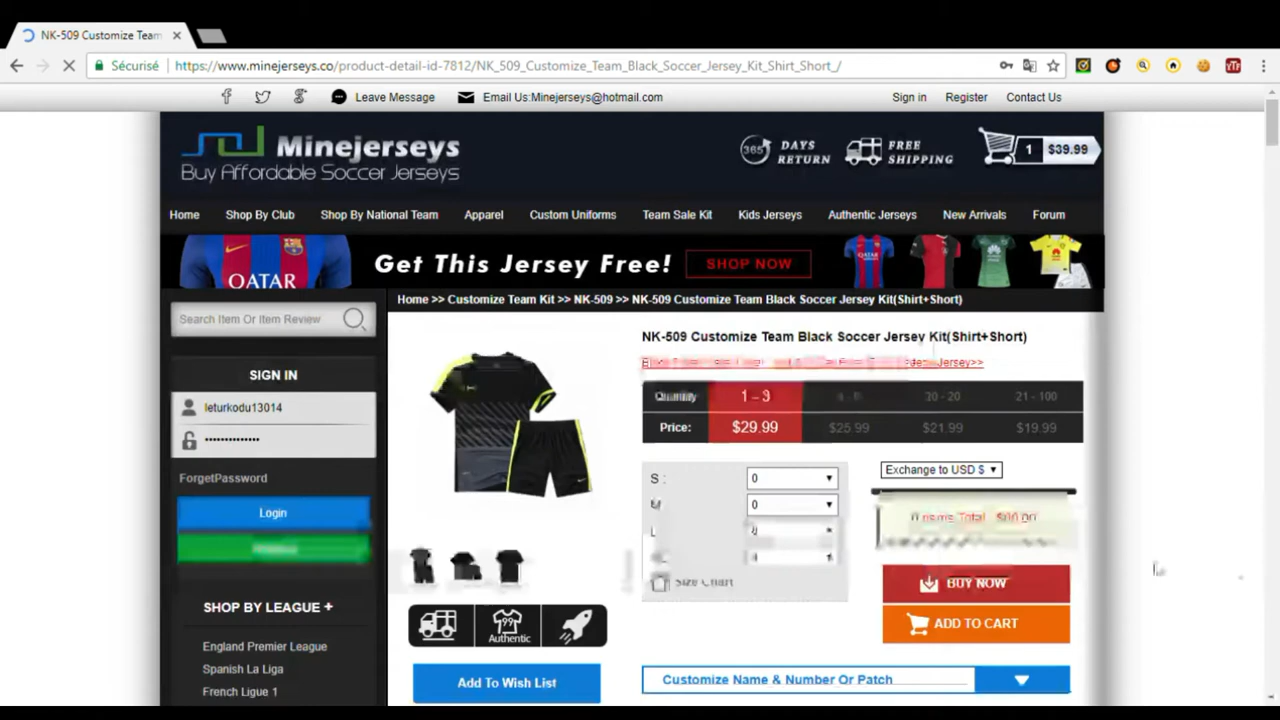 NK-509 Customize Team
Sécurisé https://www.minejerseys.co/product-detail-id-7812/NK_509_Customize_Team_Black_Soccer_Jersey_Kit_Shirt_Short_/
Leave Message Email Us:Minejerseys@hotmail.com Sign in Register Contact Us
Minejerseys
Buy Affordable Soccer Jerseys
365 DAYS RETURN FREE SHIPPING 1 $39.99
Home Shop By Club Shop By National Team Apparel Custom Uniforms Team Sale Kit Kids Jerseys Authentic Jerseys New Arrivals Forum
QATAR Get This Jersey Free! SHOP NOW
Home >> Customize Team Kit >> NK-509 >> NK-509 Customize Team Black Soccer Jersey Kit(Shirt+Short)
Search Item Or Item Review
NK-509 Customize Team Black Soccer Jersey Kit(Shirt+Short)
Jersey>>
SIGN IN
Quantity 1 - 3 21 - 100
leturkodu13014
Price: $29.99 $25.99 $21.99 $19.99
••••••••••••••
ForgetPassword
S : 0 Exchange to USD $
M 0
Login
L 0
0 items Total
Size Chart
BUY NOW
SHOP BY LEAGUE +
99 Authentic
ADD TO CART
England Premier League
Spanish La Liga
French Ligue 1
Add To Wish List
Customize Name & Number Or Patch